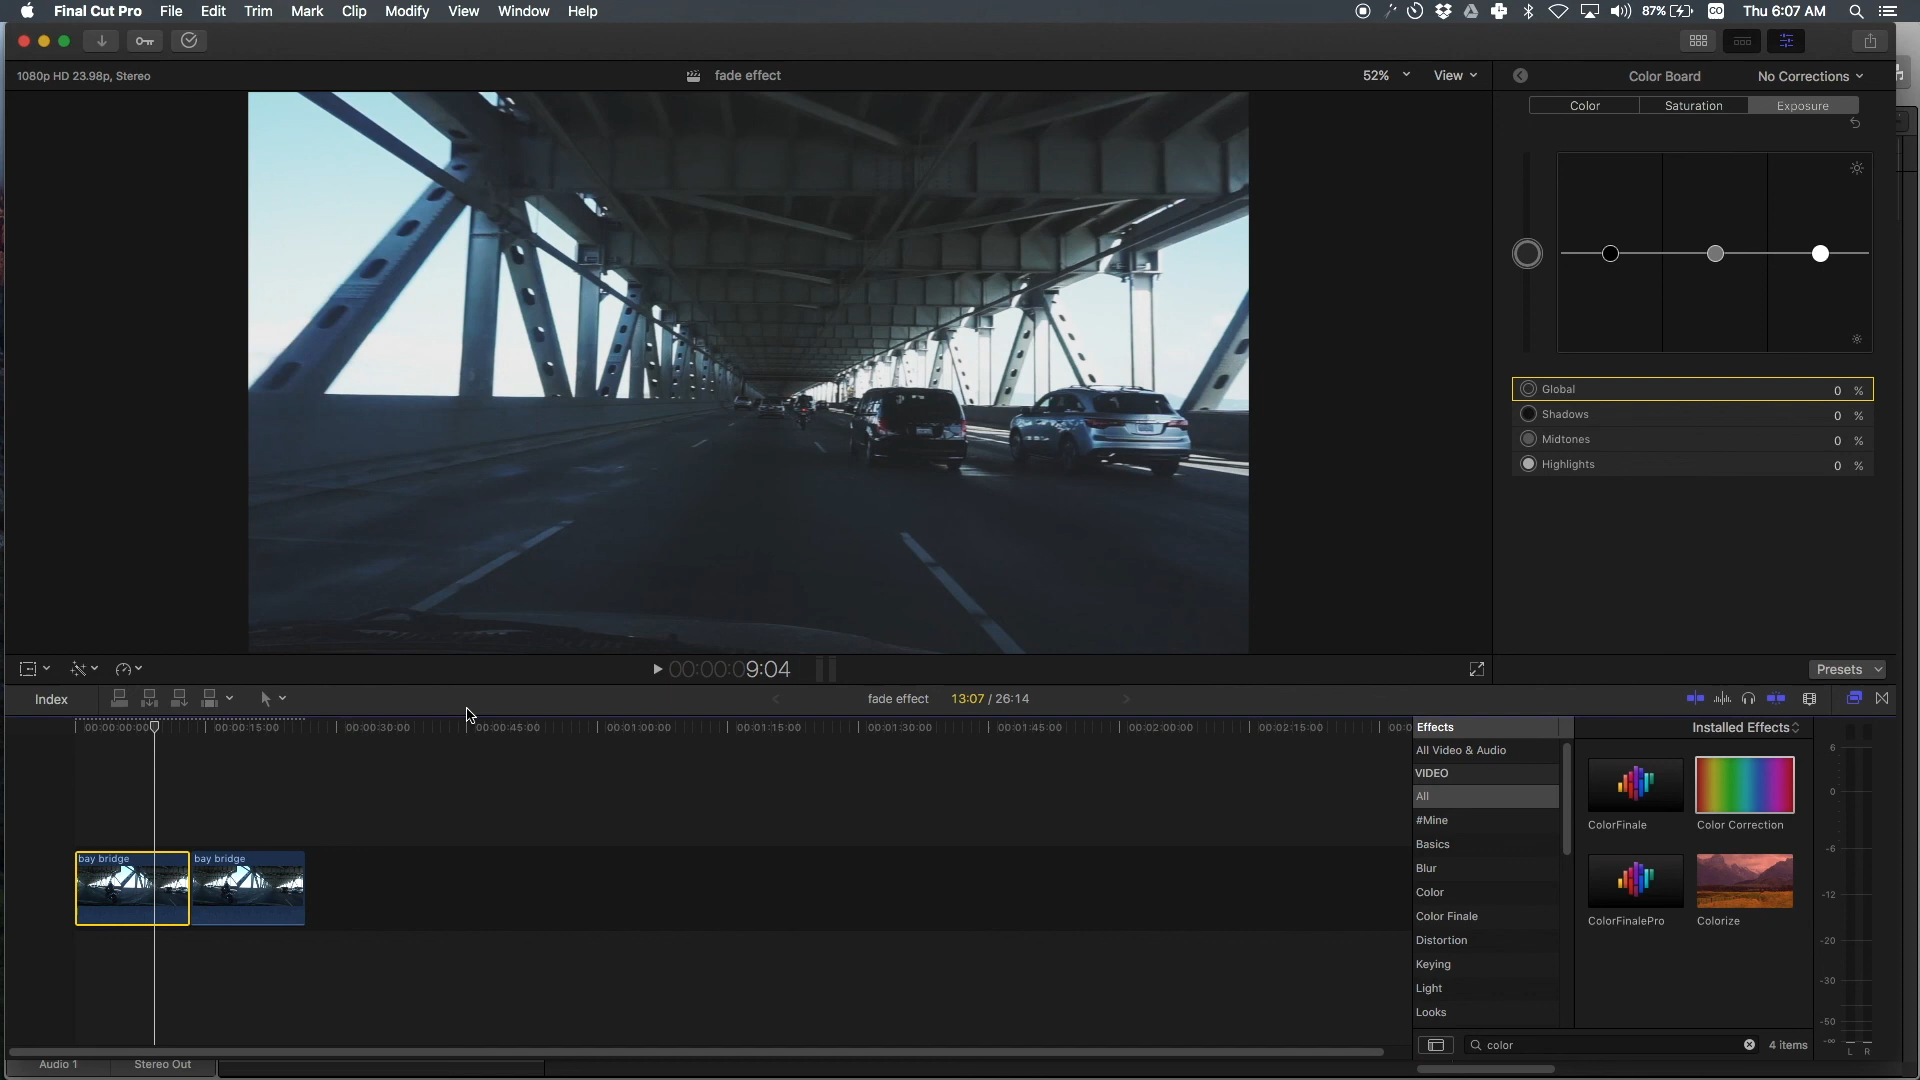 Final Cut Pro File Edit Trim Mark Clip Modify View Window Help 87% CO Thu 6:07 AM
1080p HD 23.98p, Stereo fade effect 52% View Color Board No Corrections
Color Saturation Exposure
Global 0 %
Shadows 0 %
Midtones 0 %
Highlights 0 %
00:00:00:09:04 Presets
Index fade effect 13:07 / 26:14
00:00:00:00 00:00:15:00 00:00:30:00 00:00:45:00 00:01:00:00 00:01:15:00 00:01:30:00 00:01:45:00 00:02:00:00 00:02:15:00 00:0
Effects Installed Effects
All Video & Audio
VIDEO
All
#Mine
Basics
Blur
Color
Color Finale
Distortion
Keying
Light
Looks
ColorFinale Color Correction
ColorFinalePro Colorize
6
0
-6
-12
-20
-30
-50
-∞
L R
bay bridge bay bridge
color 4 items
Audio 1 Stereo Out